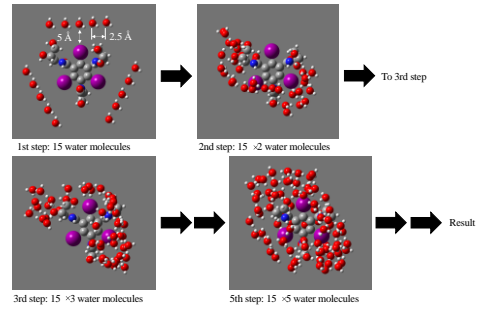 5 Å
2.5 Å
To 3rd step
1st step: 15 water molecules
2nd step: 15 ×2 water molecules
Result
3rd step: 15 ×3 water molecules
5th step: 15 ×5 water molecules